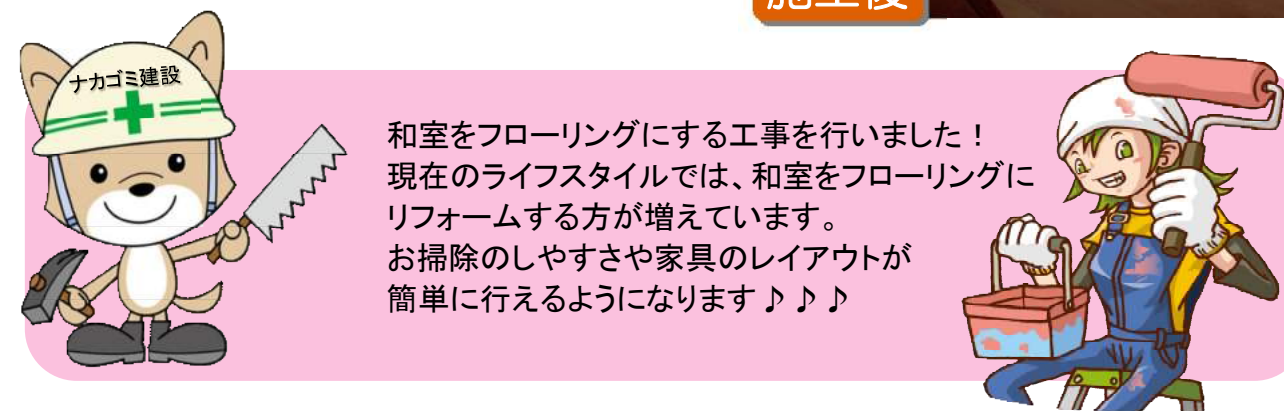 施工後
ナカゴミ建設
和室をフローリングにする工事を行いました！
現在のライフスタイルでは、和室をフローリングに
リフォームする方が増えています。
お掃除のしやすさや家具のレイアウトが
簡単に行えるようになります♪♪♪